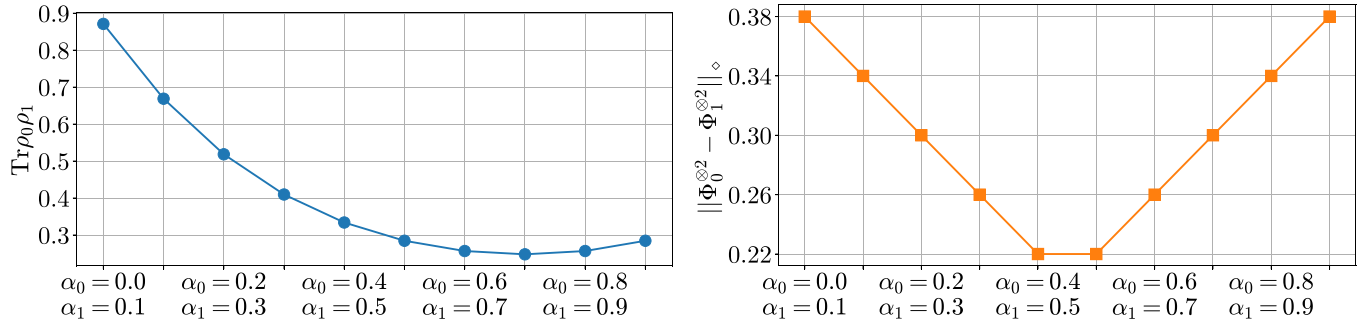 0.9
0.8
0.7
0.6
0.5
0.4
0.3
Trρ₀ρ₁
α₀ = 0.0 α₀ = 0.2 α₀ = 0.4 α₀ = 0.6 α₀ = 0.8
α₁ = 0.1 α₁ = 0.3 α₁ = 0.5 α₁ = 0.7 α₁ = 0.9
0.38
0.34
0.30
0.26
0.22
||Φ₀^⊗2 − Φ₁^⊗2||⋄
α₀ = 0.0 α₀ = 0.2 α₀ = 0.4 α₀ = 0.6 α₀ = 0.8
α₁ = 0.1 α₁ = 0.3 α₁ = 0.5 α₁ = 0.7 α₁ = 0.9